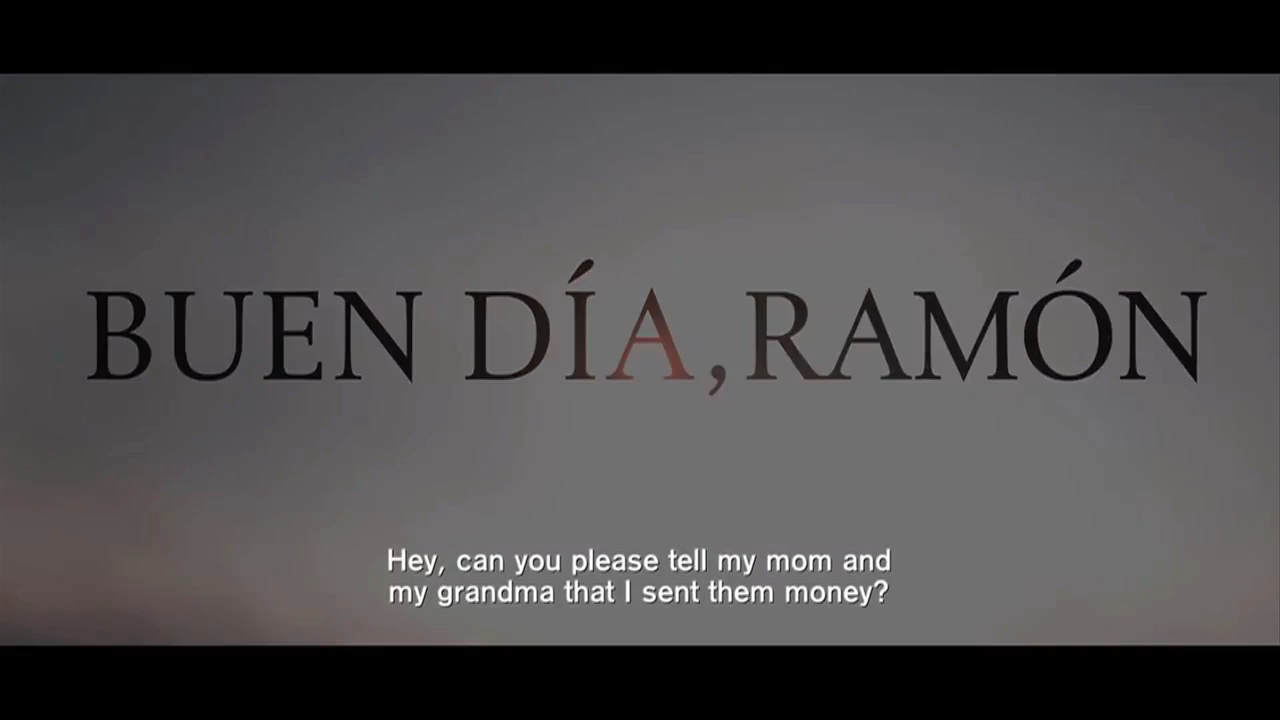 BUEN DÍA, RAMÓN
Hey, can you please tell my mom and
my grandma that I sent them money?